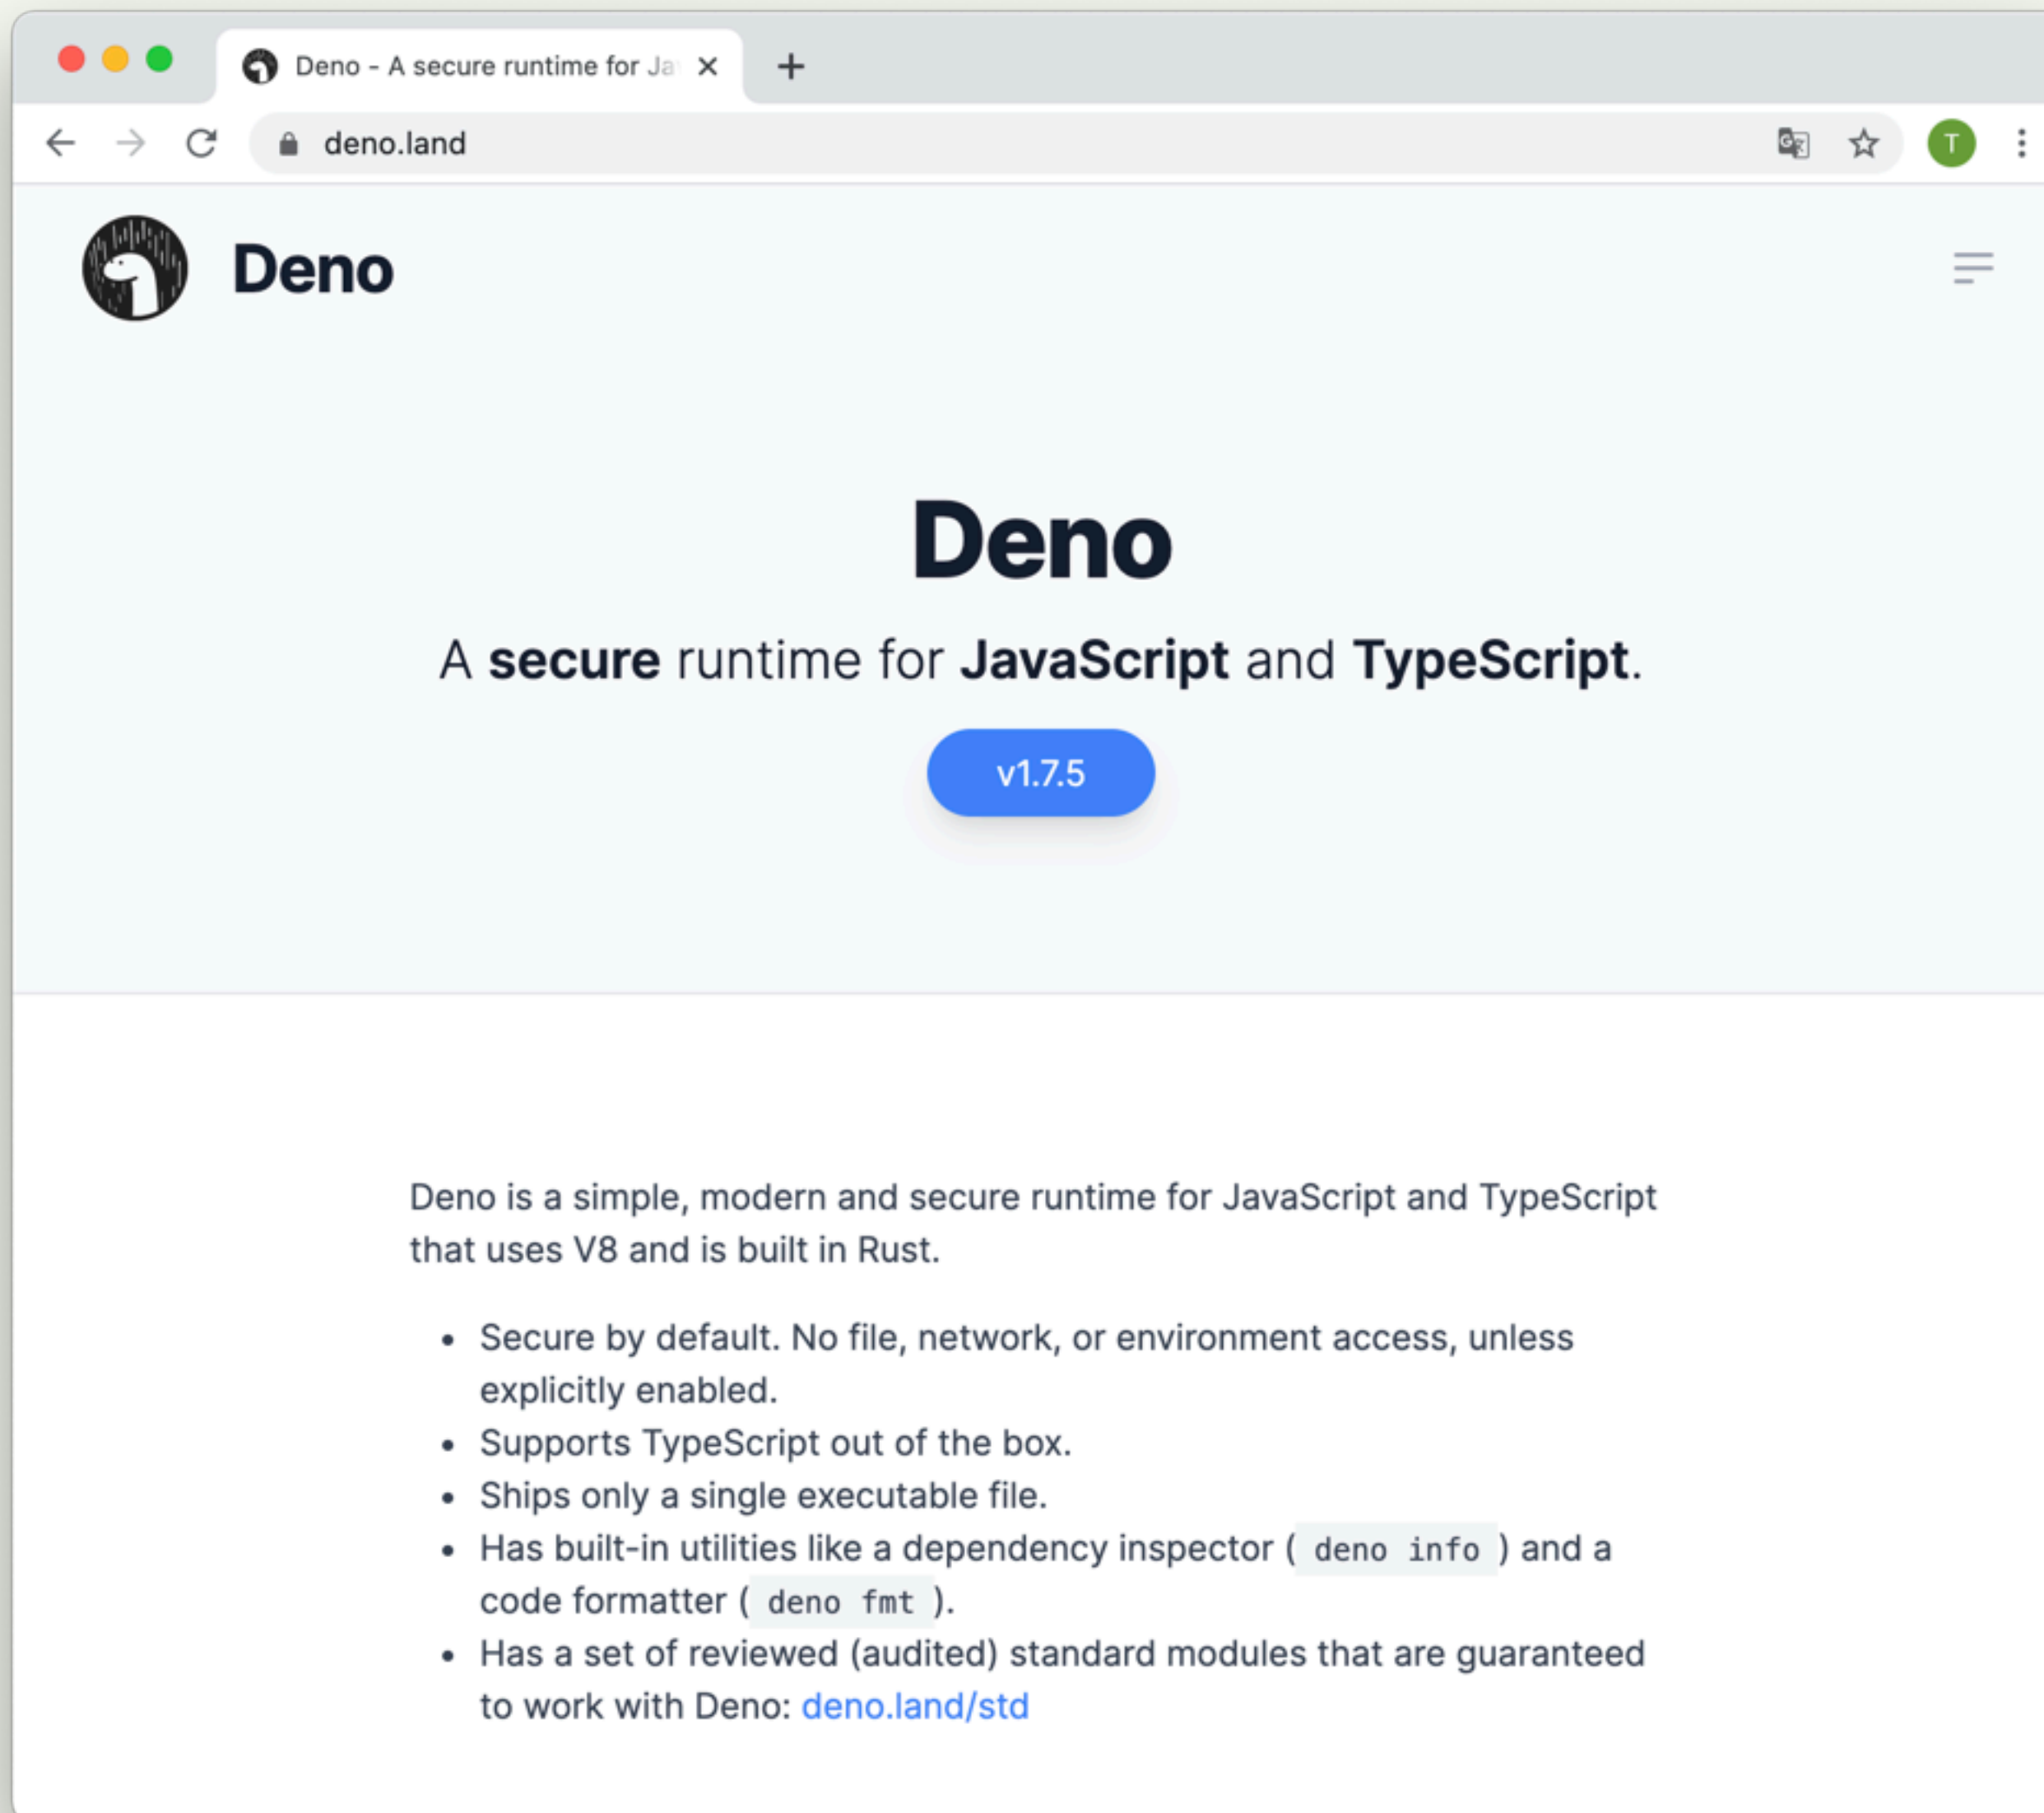 Deno - A secure runtime for Ja
deno.land
T
Deno
Deno
A secure runtime for JavaScript and TypeScript.
v1.7.5
Deno is a simple, modern and secure runtime for JavaScript and TypeScript
that uses V8 and is built in Rust.
• Secure by default. No file, network, or environment access, unless
explicitly enabled.
• Supports TypeScript out of the box.
• Ships only a single executable file.
• Has built-in utilities like a dependency inspector ( deno info ) and a
code formatter ( deno fmt ).
• Has a set of reviewed (audited) standard modules that are guaranteed
to work with Deno: deno.land/std